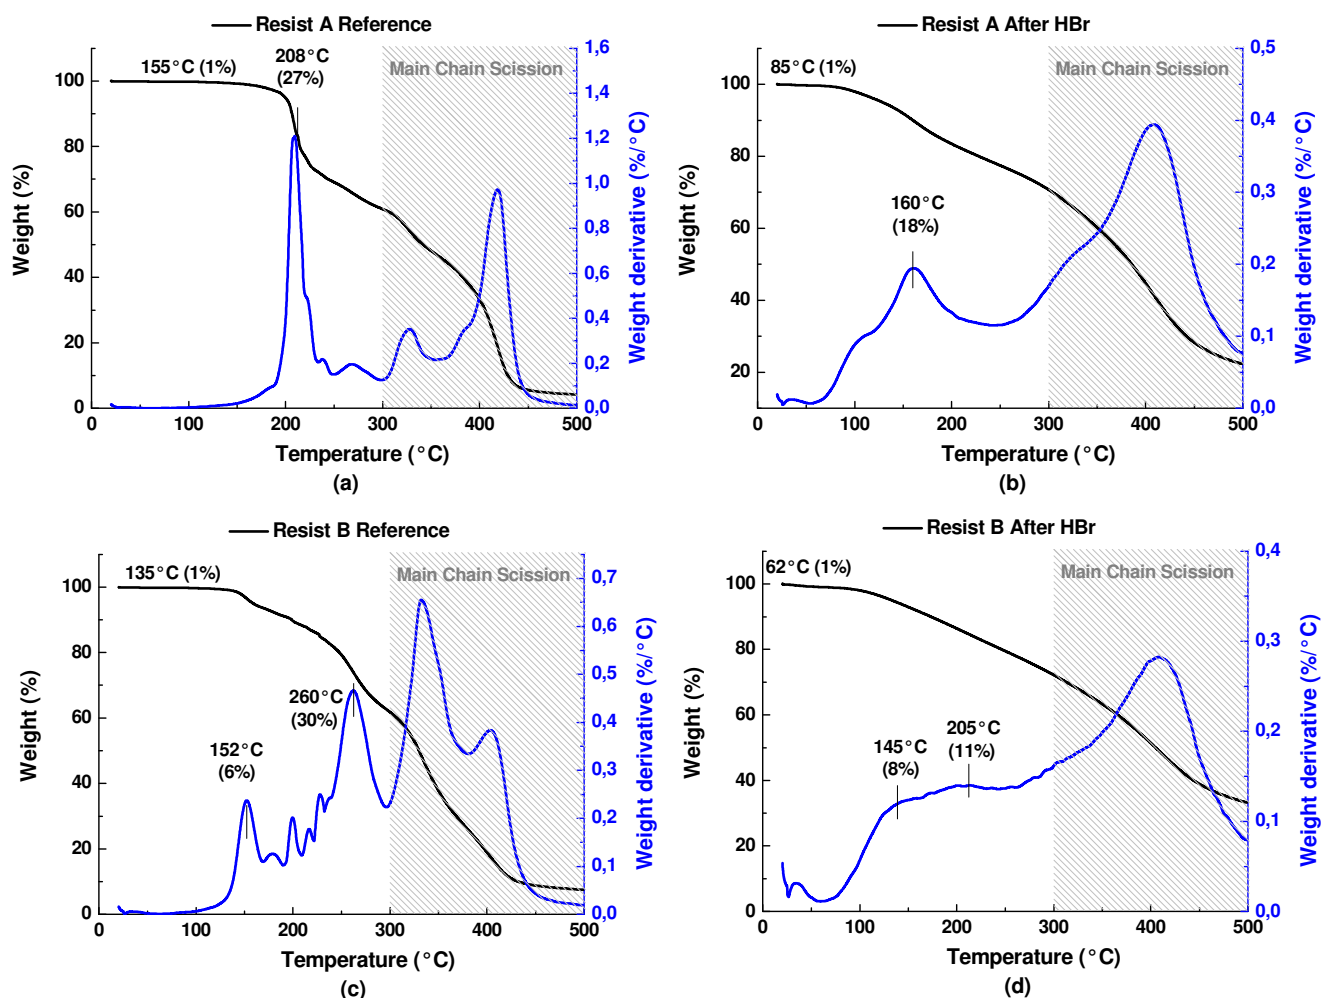 Resist A Reference
155°C (1%)
208°C
(27%)
Main Chain Scission
Weight (%)
100
80
60
40
20
0
1,6
1,4
1,2
1,0
0,8
0,6
0,4
0,2
0,0
Weight derivative (%/°C)
0 100 200 300 400 500
Temperature (°C)
(a)
Resist A After HBr
85°C (1%)
160°C
(18%)
Main Chain Scission
Weight (%)
100
80
60
40
20
0,5
0,4
0,3
0,2
0,1
0,0
Weight derivative (%/°C)
0 100 200 300 400 500
Temperature (°C)
(b)
Resist B Reference
135°C (1%)
152°C
(6%)
260°C
(30%)
Main Chain Scission
Weight (%)
100
80
60
40
20
0
0,7
0,6
0,5
0,4
0,3
0,2
0,1
0,0
Weight derivative (%/°C)
0 100 200 300 400 500
Temperature (°C)
(c)
Resist B After HBr
62°C (1%)
145°C
(8%)
205°C
(11%)
Main Chain Scission
Weight (%)
100
80
60
40
20
0
0,4
0,3
0,2
0,1
0,0
Weight derivative (%/°C)
0 100 200 300 400 500
Temperature (°C)
(d)